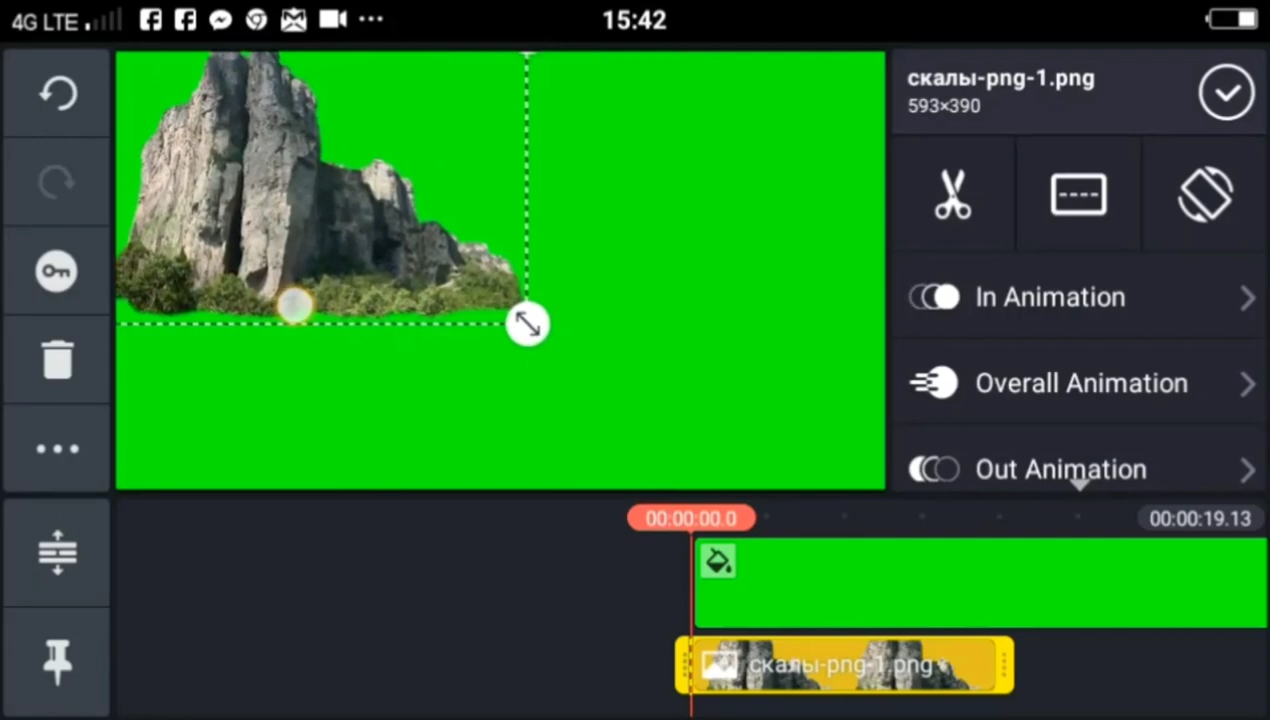 4G LTE 15:42
скалы-png-1.png
593×390
In Animation
Overall Animation
Out Animation
00:00:00.0
00:00:19.13
скалы-png-1.png